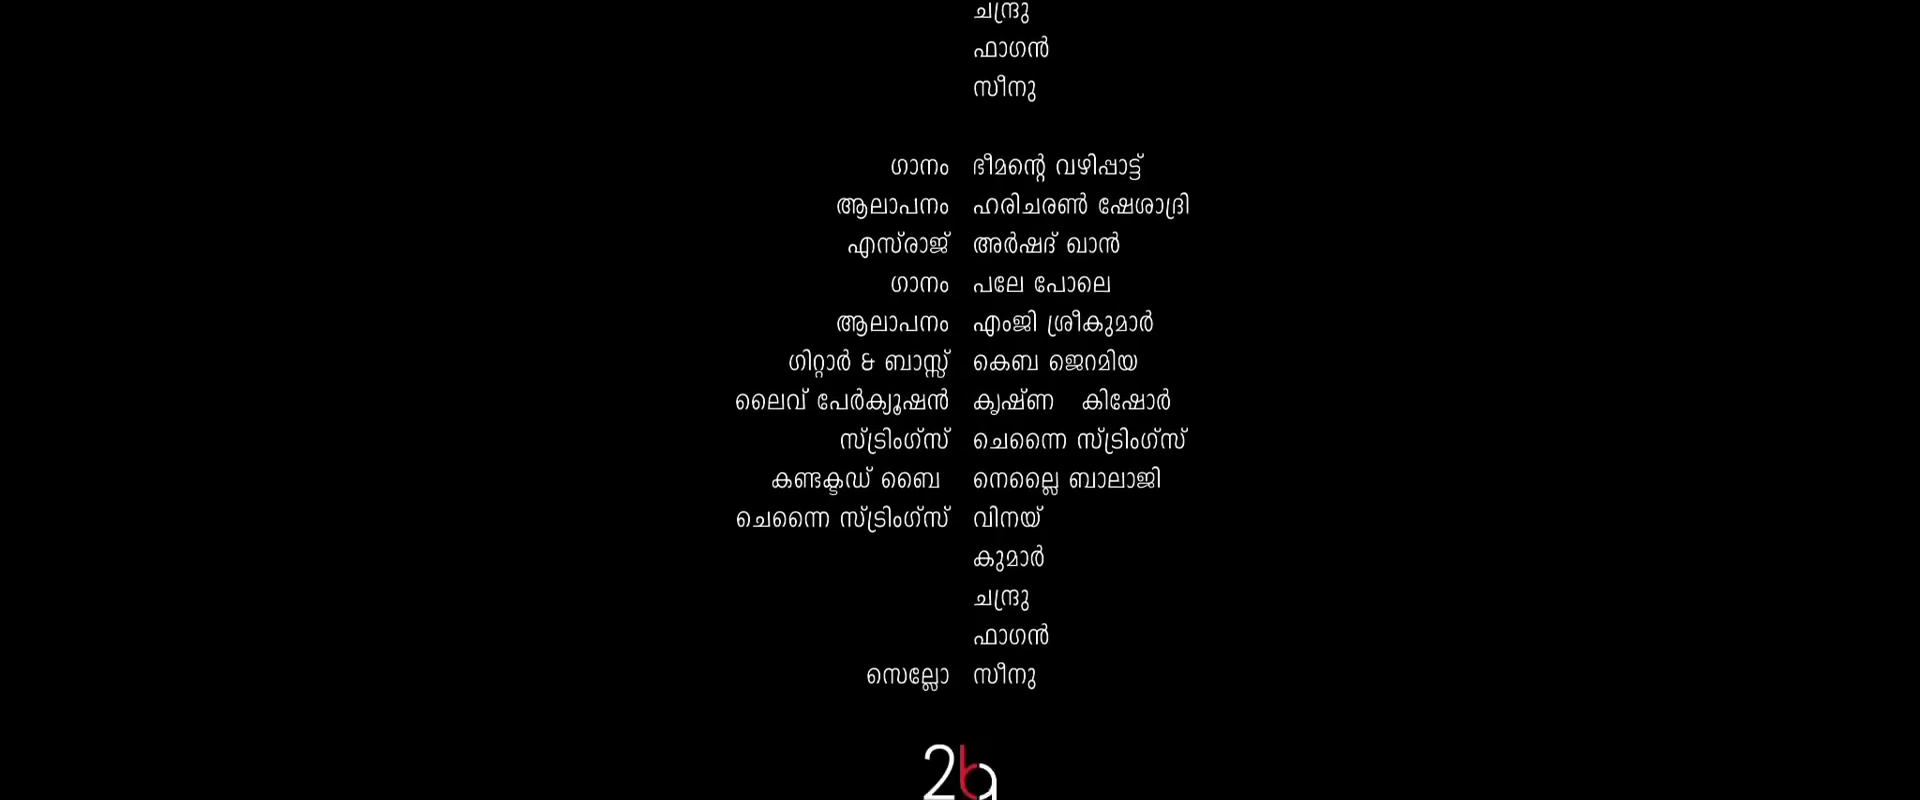 ചന്ദ്രു
ഫാഗൻ
സീനു
ഗാനം ഭീമന്റെ വഴിപ്പാട്ട്
ആലാപനം ഹരിചരൺ ഷേശാദ്രി
എസ്രാജ് അർഷദ് ഖാൻ
ഗാനം പലേ പോലെ
ആലാപനം എംജി ശ്രീകുമാർ
ഗിറ്റാർ & ബാസ്സ് കെബ ജെറമിയ
ലൈവ് പേർക്യൂഷൻ കൃഷ്ണ കിഷോർ
സ്ട്രിംഗ്സ് ചെന്നൈ സ്ട്രിംഗ്സ്
കണ്ടക്ടഡ് ബൈ നെല്ലൈ ബാലാജി
ചെന്നൈ സ്ട്രിംഗ്സ് വിനയ്
കുമാർ
ചന്ദ്രു
ഫാഗൻ
സെല്ലോ സീനു